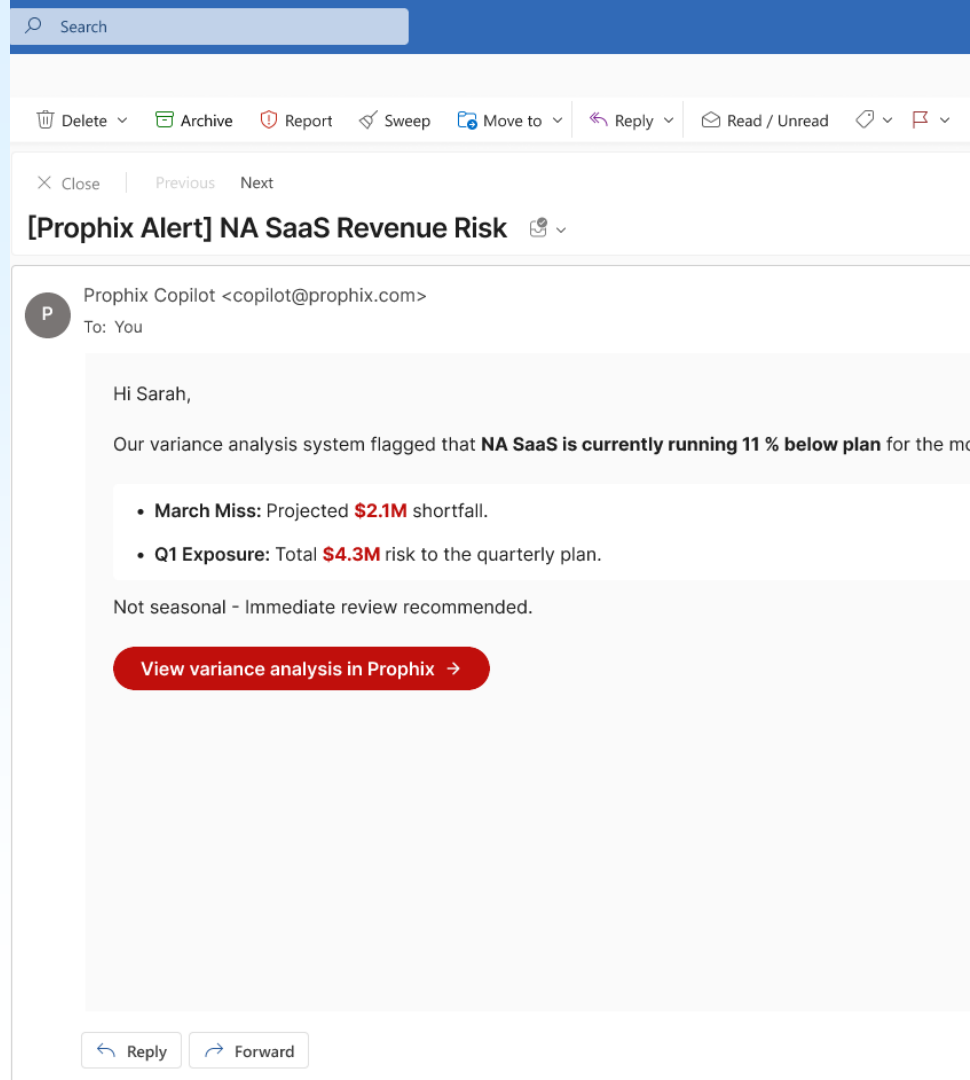 Search
Delete Archive Report Sweep Move to Reply Read / Unread
Close Previous Next
[Prophix Alert] NA SaaS Revenue Risk
P
Prophix Copilot <copilot@prophix.com>
To: You
Hi Sarah,
Our variance analysis system flagged that NA SaaS is currently running 11 % below plan for the
• March Miss: Projected $2.1M shortfall.
• Q1 Exposure: Total $4.3M risk to the quarterly plan.
Not seasonal - Immediate review recommended.
View variance analysis in Prophix →
Reply Forward